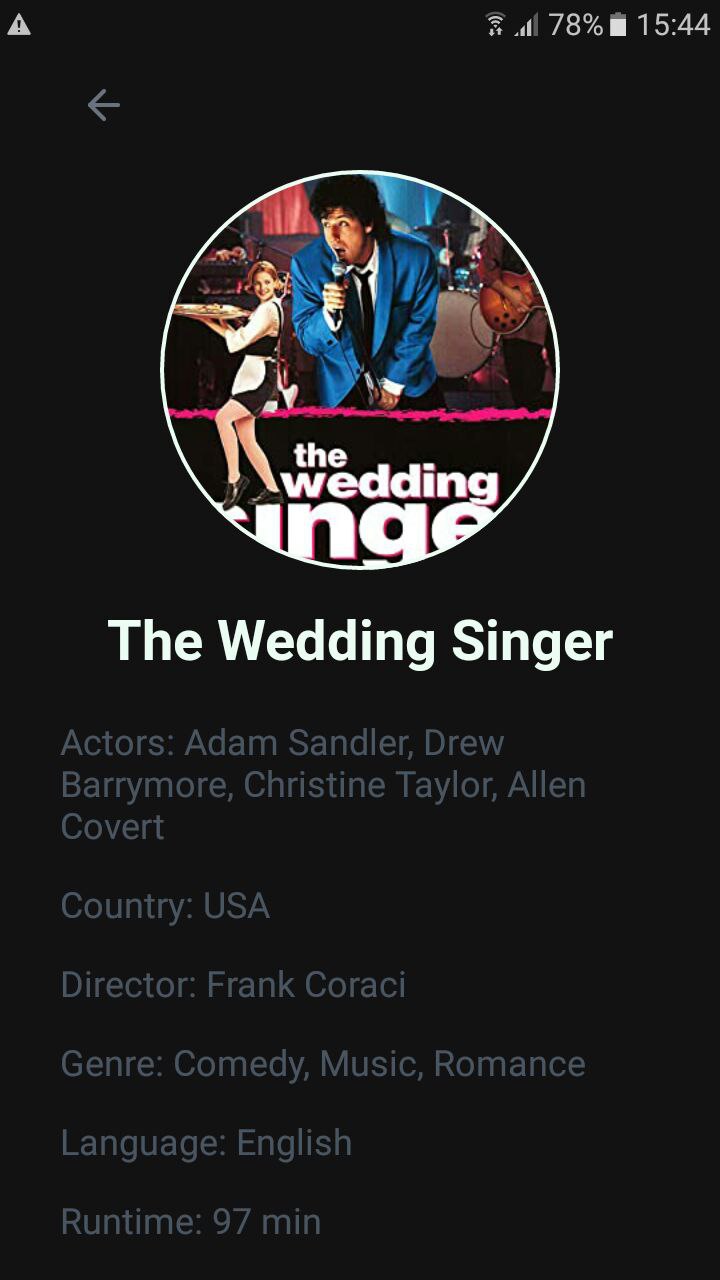 78% 15:44
the
wedding
singe
The Wedding Singer
Actors: Adam Sandler, Drew
Barrymore, Christine Taylor, Allen
Covert
Country: USA
Director: Frank Coraci
Genre: Comedy, Music, Romance
Language: English
Runtime: 97 min